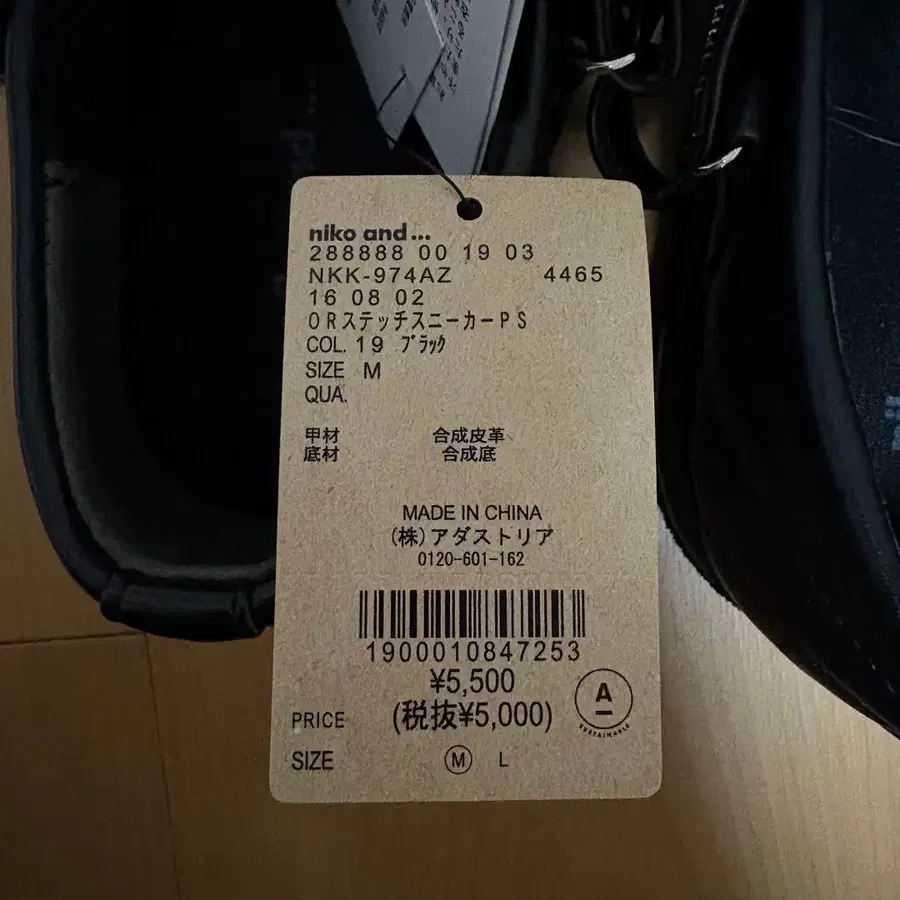 niko and...
288888 00 19 03
NKK-974AZ 4465
16 08 02
ORステッチスニーカーPS
COL. 19 ブラック
SIZE M
QUA.
甲材 合成皮革
底材 合成底
MADE IN CHINA
(株)アダストリア
0120-601-162
1900010847253
¥5,500
PRICE (税抜¥5,000)
A
SUSTAINABLE
SIZE M L